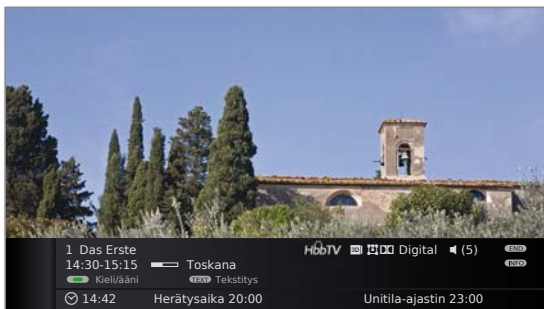 1 Das Erste HbbTV 3D Digital (5) END
14:30-15:15 Toskana INFO
Kieli/ääni TEXT Tekstitys
14:42 Herätysaika 20:00 Unitila-ajastin 23:00